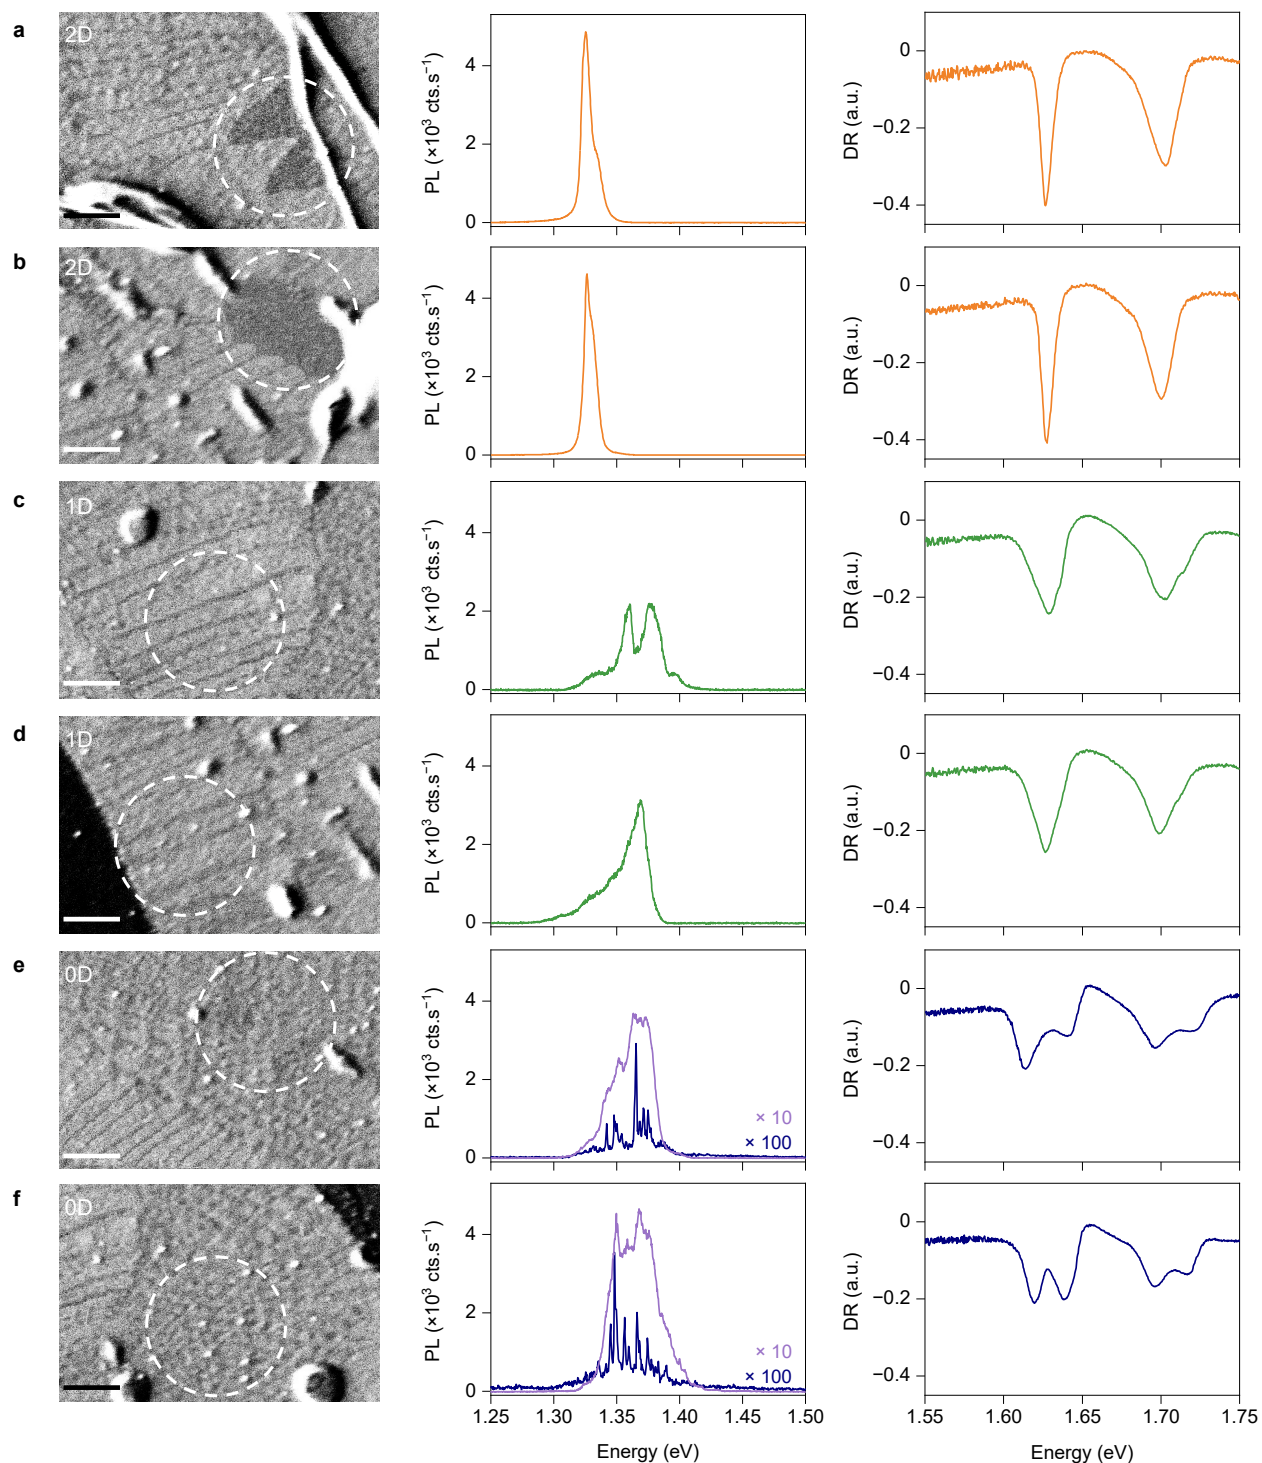 a
2D
PL (×10³ cts.s⁻¹)
4
2
0
DR (a.u.)
0
−0.2
−0.4
b
2D
PL (×10³ cts.s⁻¹)
4
2
0
DR (a.u.)
0
−0.2
−0.4
c
1D
PL (×10³ cts.s⁻¹)
4
2
0
DR (a.u.)
0
−0.2
−0.4
d
1D
PL (×10³ cts.s⁻¹)
4
2
0
DR (a.u.)
0
−0.2
−0.4
e
0D
PL (×10³ cts.s⁻¹)
4
2
0
× 10
× 100
DR (a.u.)
0
−0.2
−0.4
f
0D
PL (×10³ cts.s⁻¹)
4
2
0
× 10
× 100
DR (a.u.)
0
−0.2
−0.4
1.25 1.30 1.35 1.40 1.45 1.50
Energy (eV)
1.55 1.60 1.65 1.70 1.75
Energy (eV)